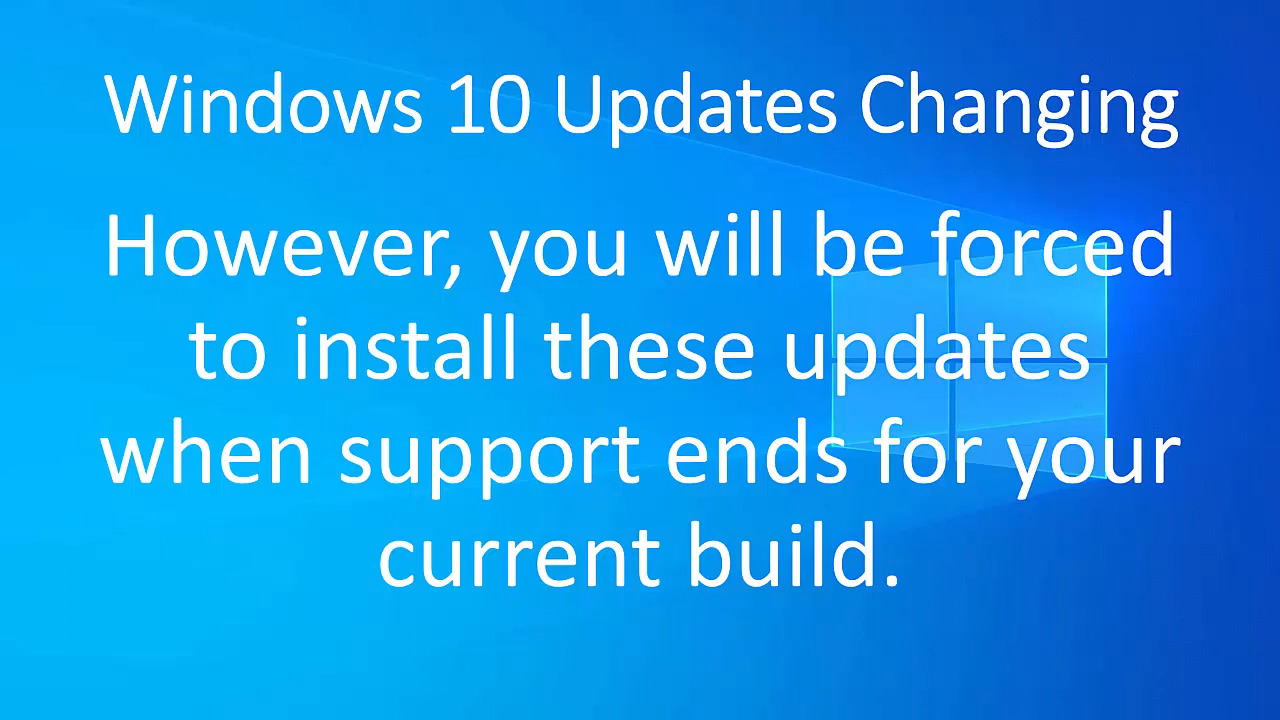 Windows 10 Updates Changing
However, you will be forced
to install these updates
when support ends for your
current build.